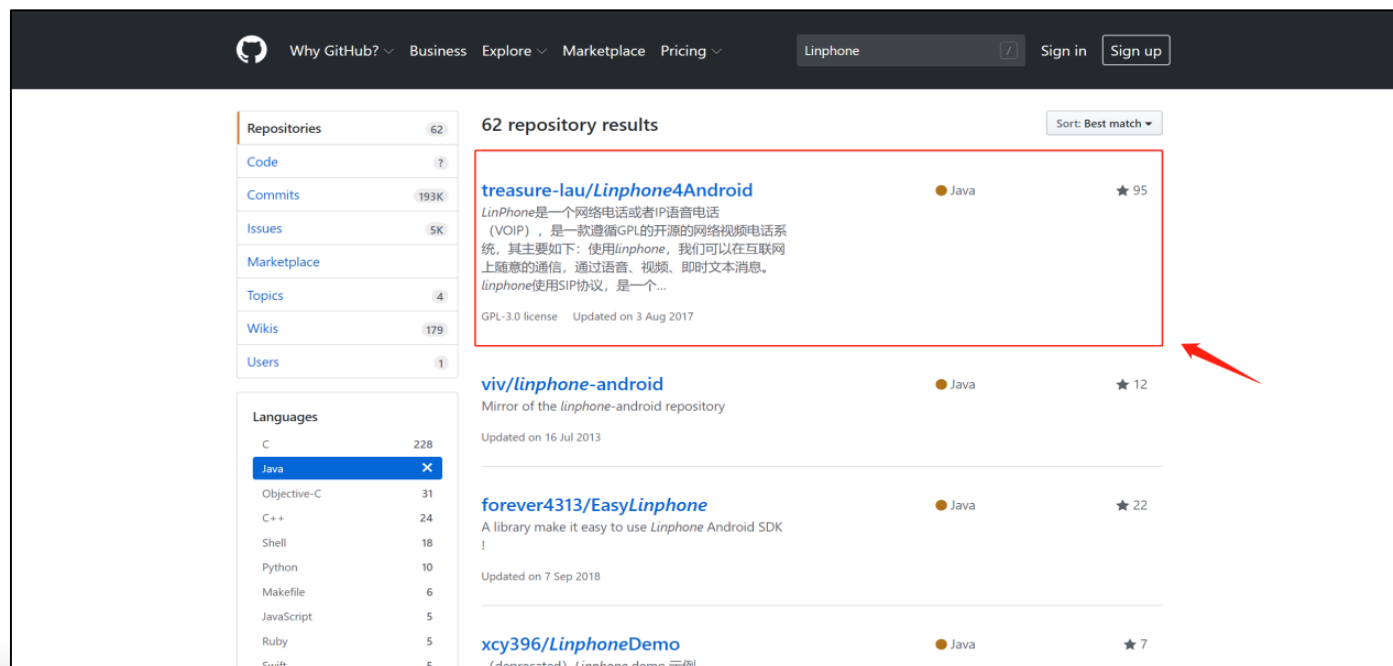 Why GitHub? Business Explore Marketplace Pricing Linphone / Sign in Sign up
Repositories 62
Code ?
Commits 193K
Issues 5K
Marketplace
Topics 4
Wikis 179
Users 1
Languages
C 228
Java ×
Objective-C 31
C++ 24
Shell 18
Python 10
Makefile 6
JavaScript 5
Ruby 5
Swift 5
62 repository results
Sort: Best match
treasure-lau/Linphone4Android
Java
95
LinPhone是一个网络电话或者IP语音电话
（VOIP），是一款遵循GPL的开源的网络视频电话系
统，其主要如下：使用linphone，我们可以在互联网
上随意的通信，通过语音、视频、即时文本消息。
linphone使用SIP协议，是一个...
GPL-3.0 license Updated on 3 Aug 2017
viv/linphone-android
Java
12
Mirror of the linphone-android repository
Updated on 16 Jul 2013
forever4313/EasyLinphone
Java
22
A library make it easy to use Linphone Android SDK
!
Updated on 7 Sep 2018
xcy396/LinphoneDemo
Java
7
（deprecated）Linphone demo 示例